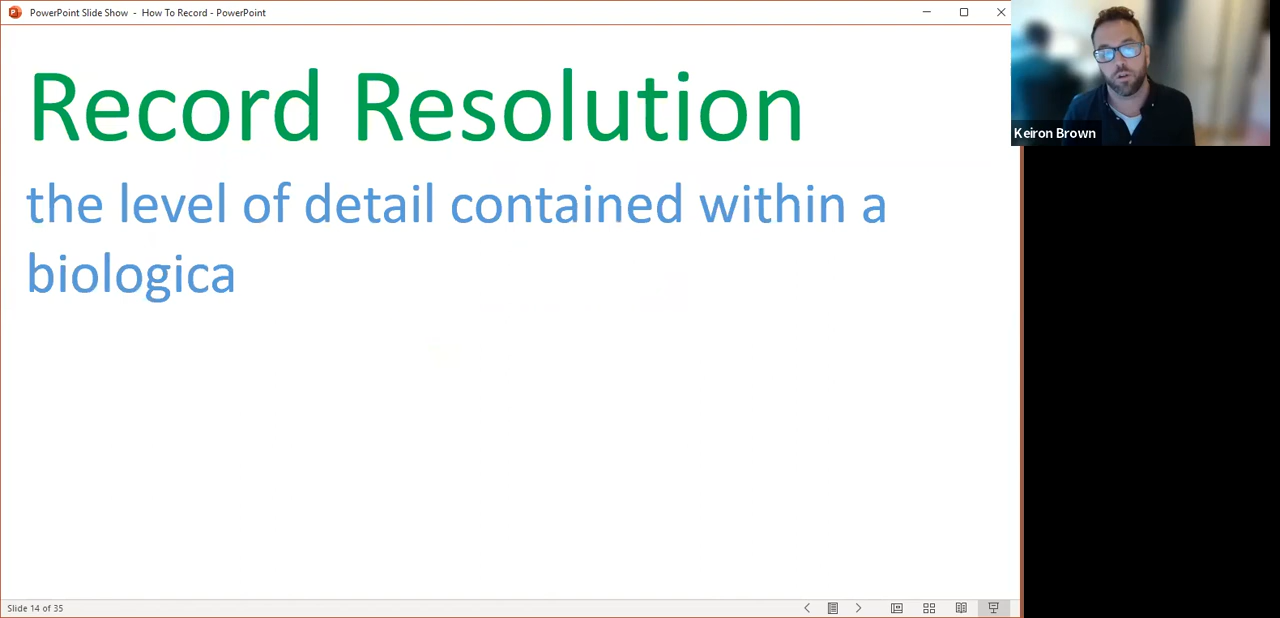 PowerPoint Slide Show - How To Record - PowerPoint
Keiron Brown
Record Resolution
the level of detail contained within a
biologica
Slide 14 of 35